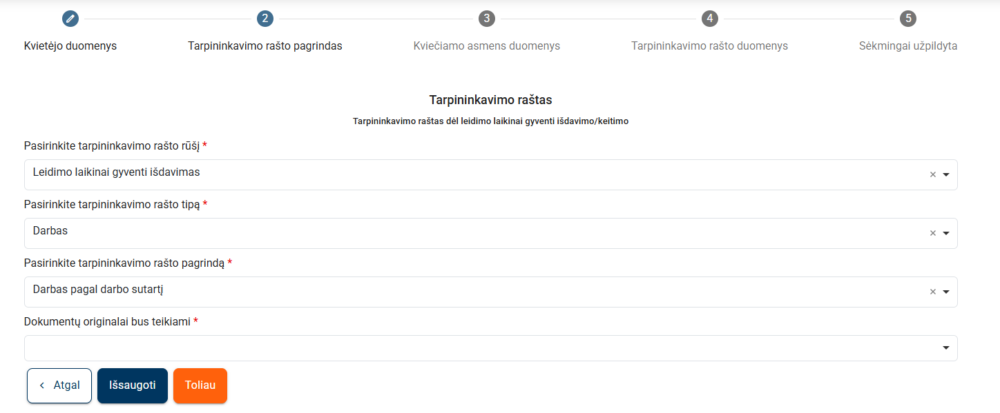 2 3 4 5
Kvietėjo duomenys Tarpininkavimo rašto pagrindas Kviečiamo asmens duomenys Tarpininkavimo rašto duomenys Sėkmingai užpildyta
Tarpininkavimo raštas
Tarpininkavimo raštas dėl leidimo laikinai gyventi išdavimo/keitimo
Pasirinkite tarpininkavimo rašto rūšį *
Leidimo laikinai gyventi išdavimas ×
Pasirinkite tarpininkavimo rašto tipą *
Darbas ×
Pasirinkite tarpininkavimo rašto pagrindą *
Darbas pagal darbo sutartį ×
Dokumentų originalai bus teikiami *
‹ Atgal Išsaugoti Toliau